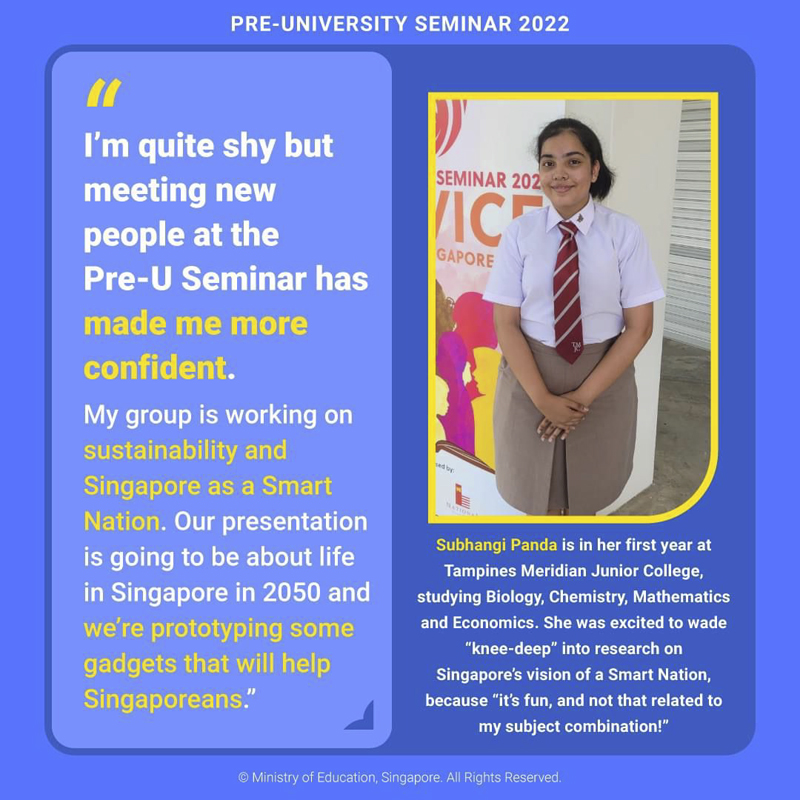 PRE-UNIVERSITY SEMINAR 2022
“
I’m quite shy but
meeting new
people at the
Pre-U Seminar has
made me more
confident.
My group is working on
sustainability and
Singapore as a Smart
Nation. Our presentation
is going to be about life
in Singapore in 2050 and
we’re prototyping some
gadgets that will help
Singaporeans.”
SEMINAR 202
VICE
GAPORE
sed by:
Subhangi Panda is in her first year at
Tampines Meridian Junior College,
studying Biology, Chemistry, Mathematics
and Economics. She was excited to wade
“knee-deep” into research on
Singapore’s vision of a Smart Nation,
because “it’s fun, and not that related to
my subject combination!”
© Ministry of Education, Singapore. All Rights Reserved.